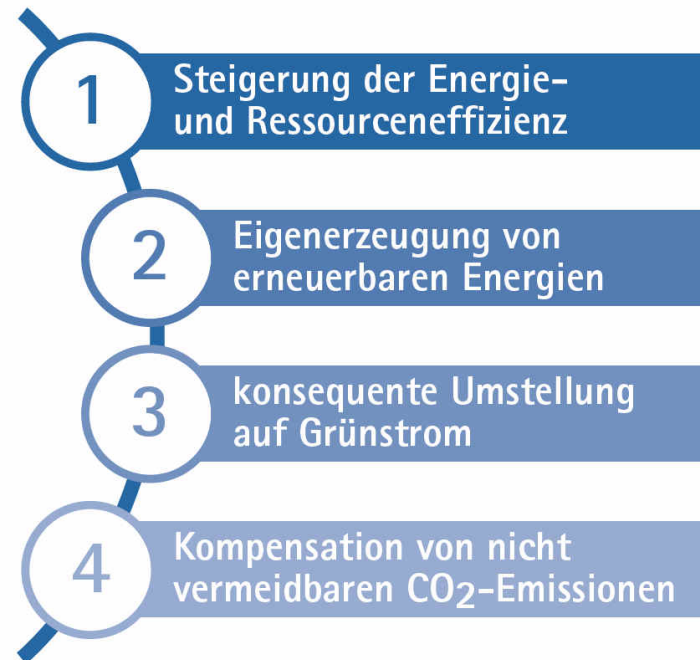 1
Steigerung der Energie-
und Ressourceneffizienz
2
Eigenerzeugung von
erneuerbaren Energien
3
konsequente Umstellung
auf Grünstrom
4
Kompensation von nicht
vermeidbaren CO2-Emissionen